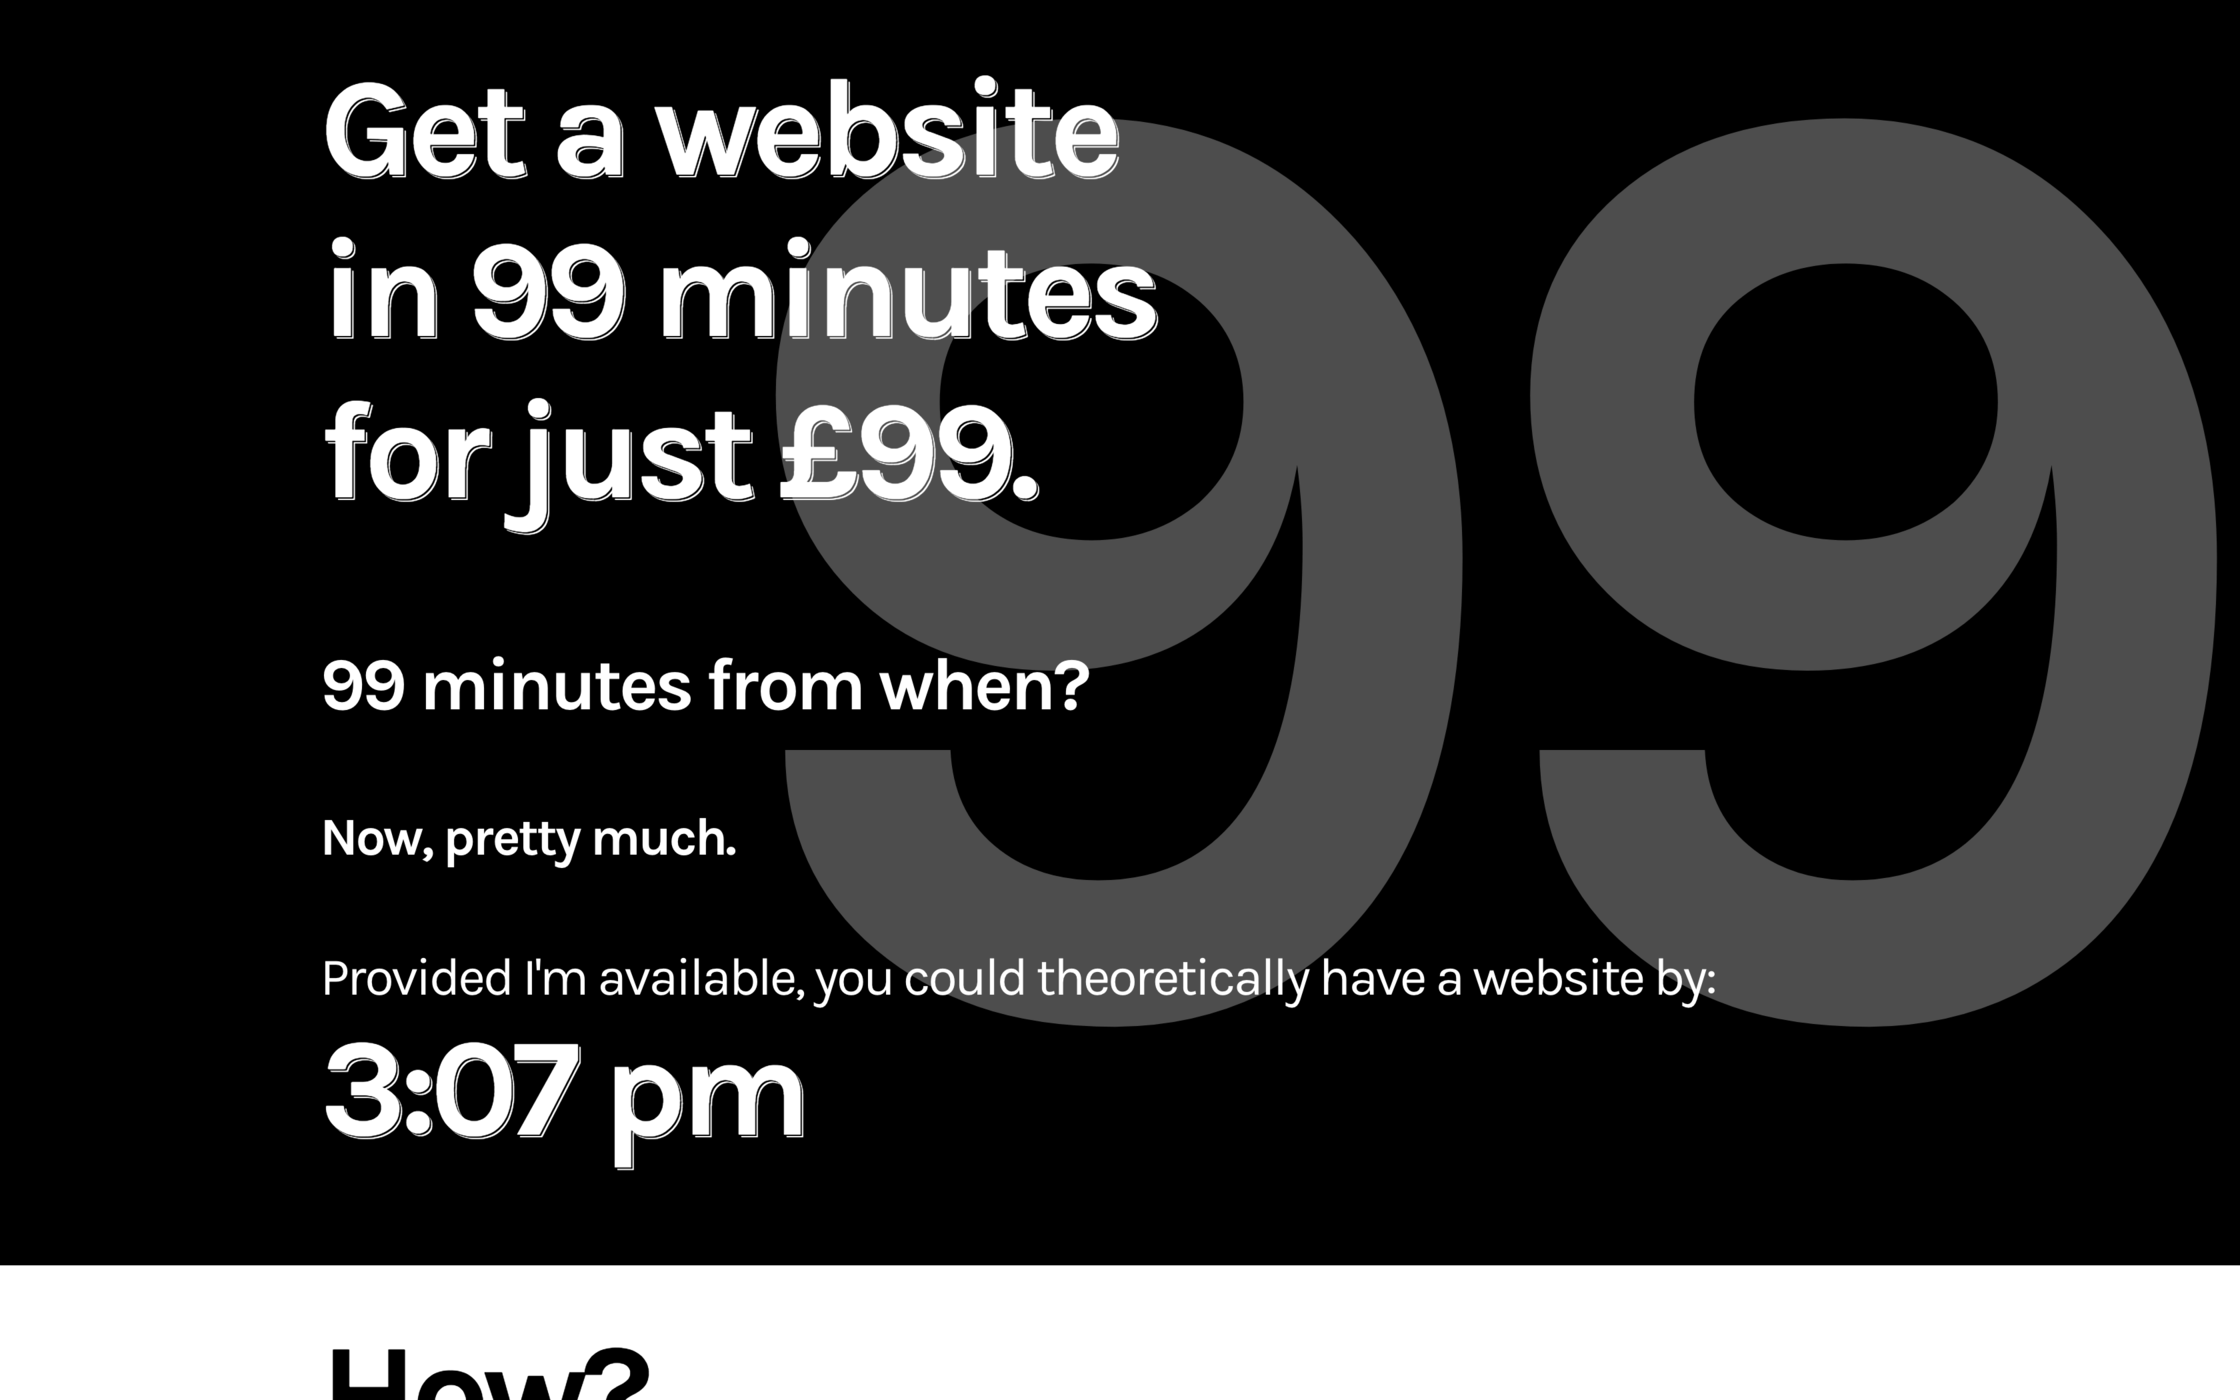 Get a website
in 99 minutes
for just £99.
99 minutes from when?
Now, pretty much.
Provided I'm available, you could theoretically have a website by:
3:07 pm
99
How?